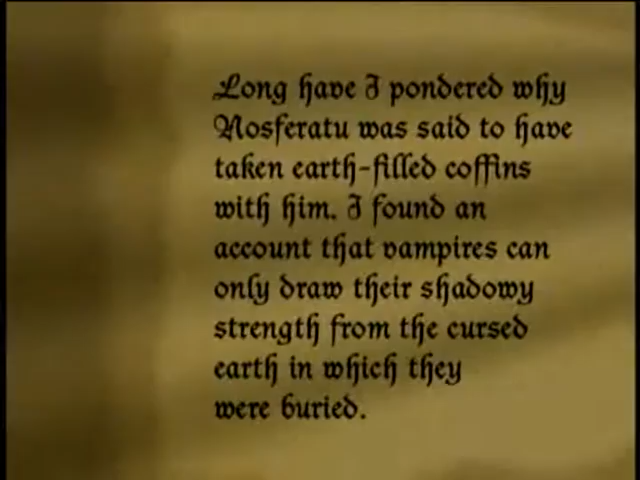 Long have I pondered why
Nosferatu was said to have
taken earth-filled coffins
with him. I found an
account that vampires can
only draw their shadowy
strength from the cursed
earth in which they
were buried.